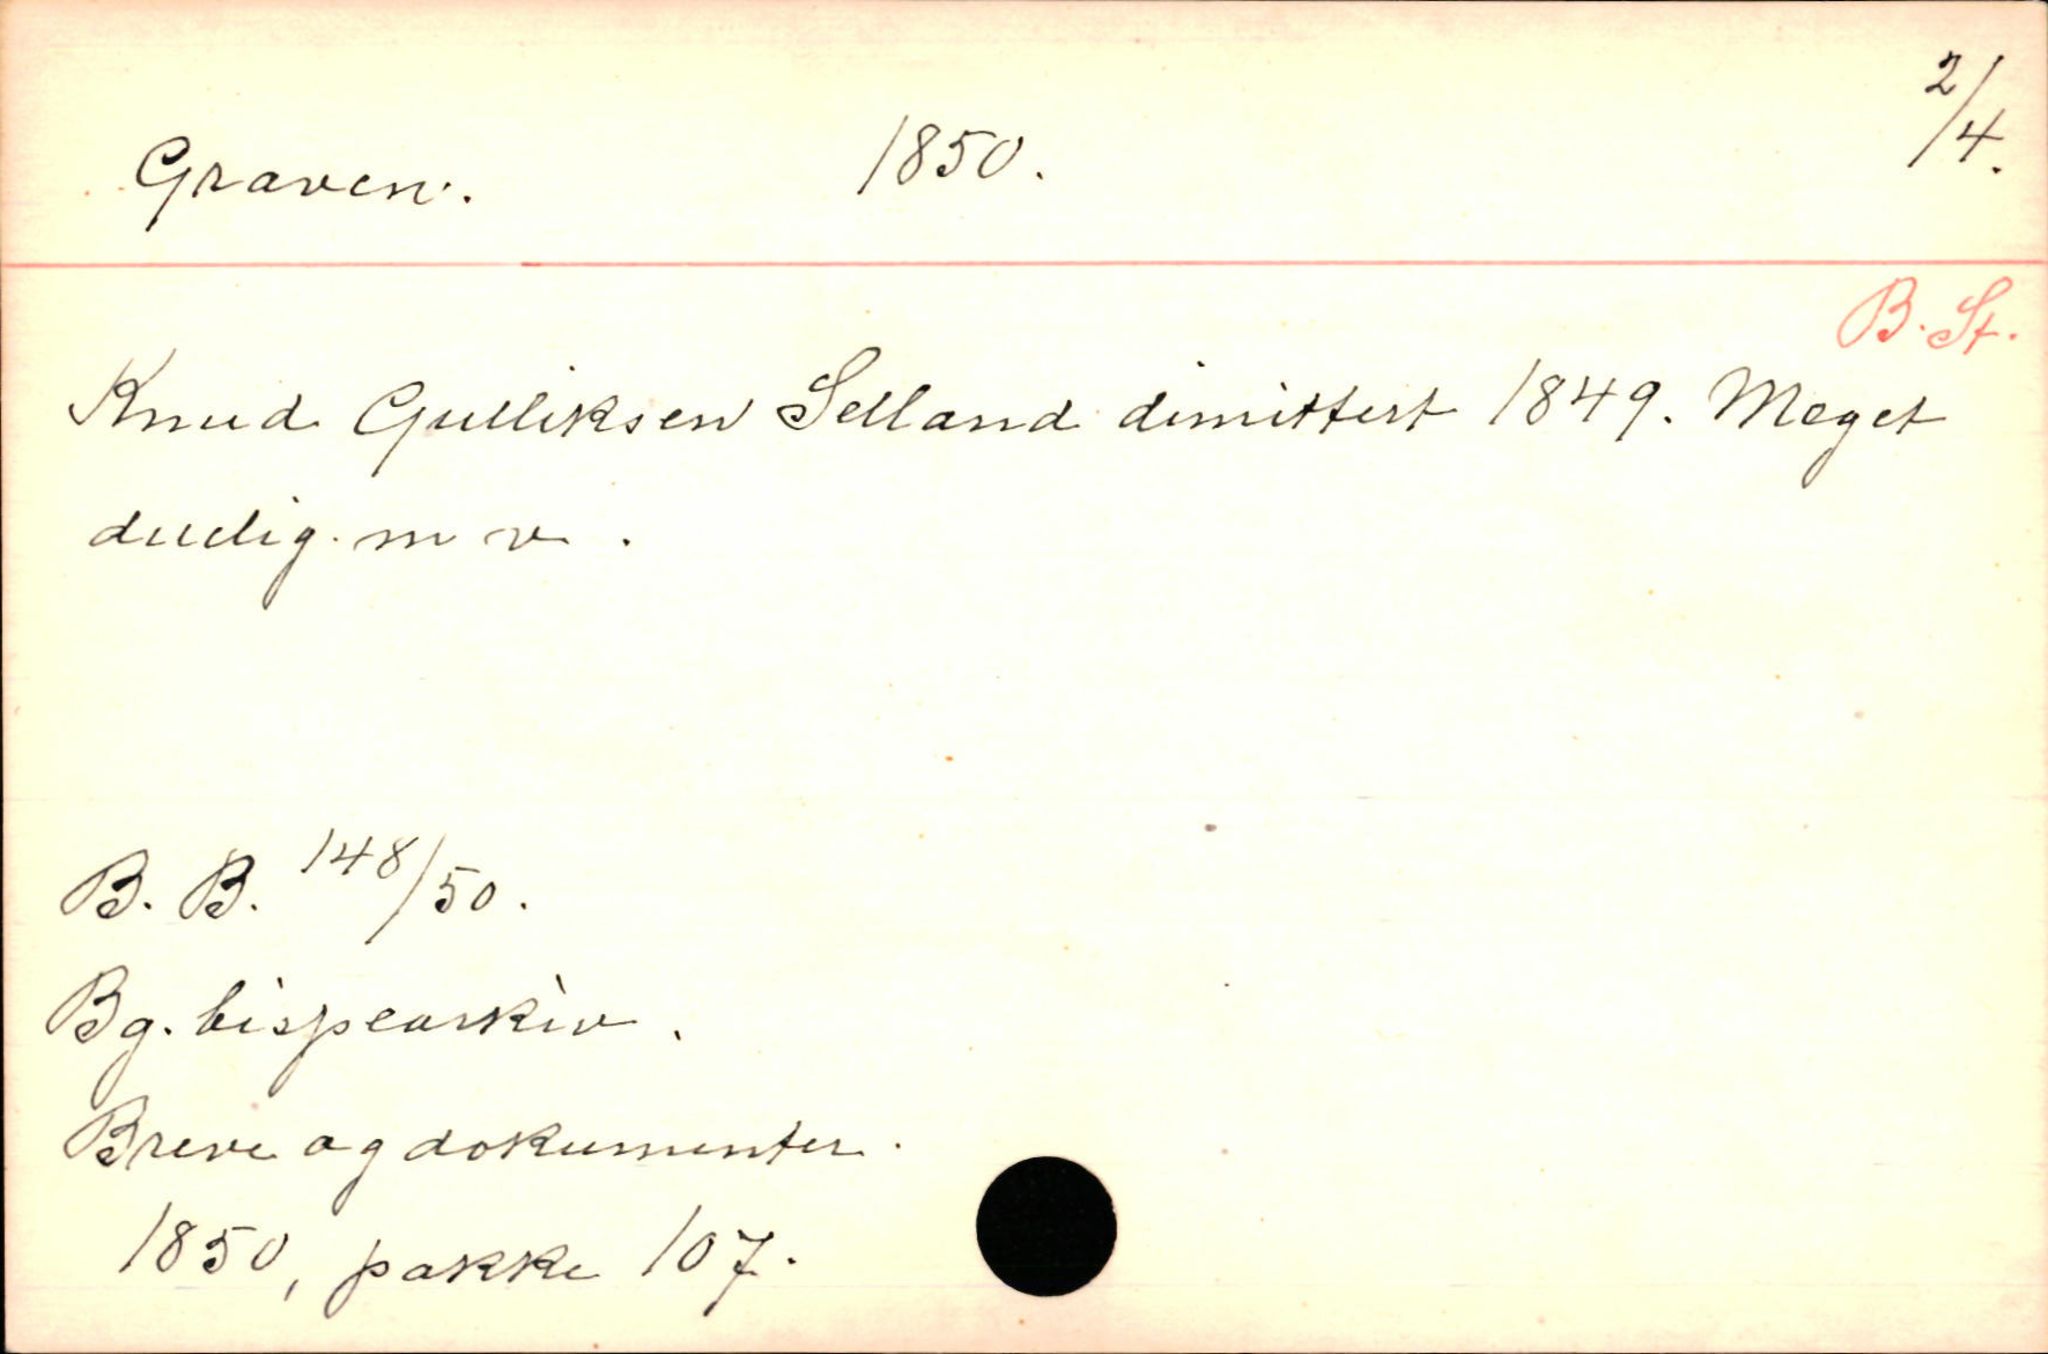 Graven. 1850. 2/4.
B. St.
Knud Gulliksen Selland dimittert 1849. Meget
duelig m v.
B. B. 148/50.
Bg. bispearkiv.
Breve og dokumenter.
1850, pakke 107.